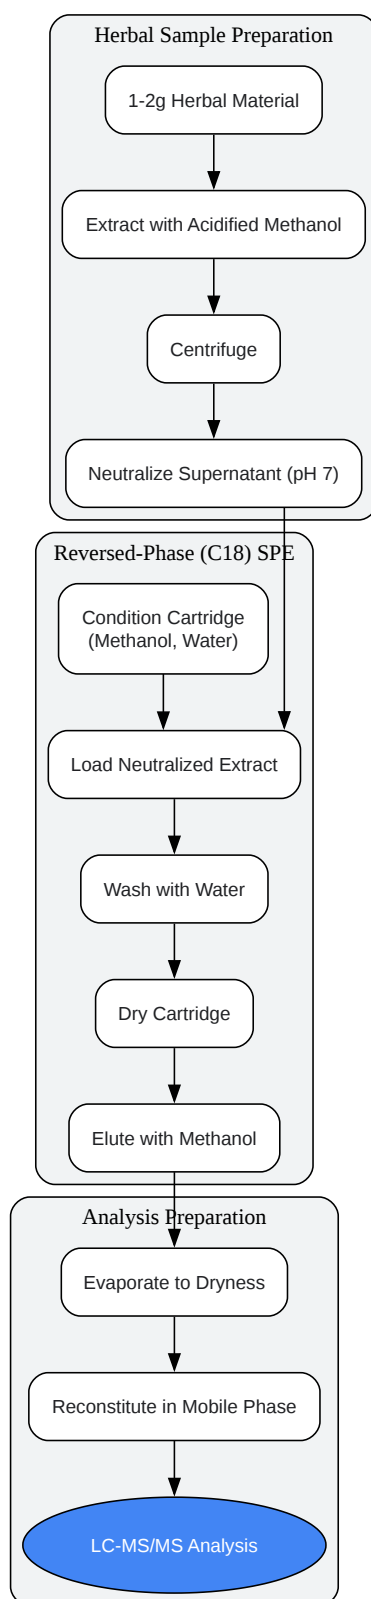 Herbal Sample Preparation
1-2g Herbal Material
Extract with Acidified Methanol
Centrifuge
Neutralize Supernatant (pH 7)
Reversed-Phase (C18) SPE
Condition Cartridge
(Methanol, Water)
Load Neutralized Extract
Wash with Water
Dry Cartridge
Elute with Methanol
Analysis Preparation
Evaporate to Dryness
Reconstitute in Mobile Phase
LC-MS/MS Analysis